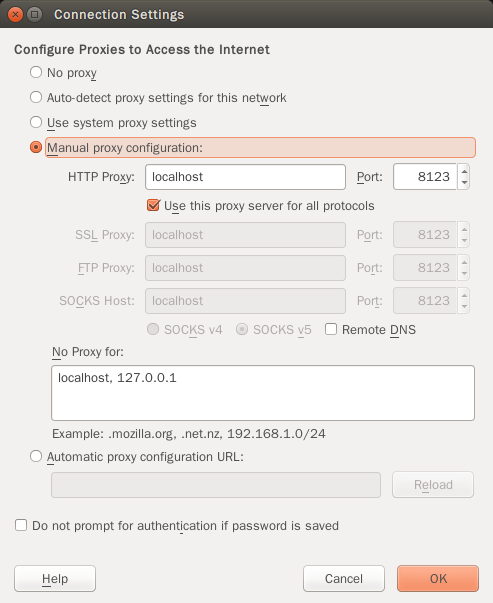 Connection Settings
Configure Proxies to Access the Internet
No proxy
Auto-detect proxy settings for this network
Use system proxy settings
Manual proxy configuration:
HTTP Proxy: localhost Port: 8123
Use this proxy server for all protocols
SSL Proxy: localhost Port: 8123
FTP Proxy: localhost Port: 8123
SOCKS Host: localhost Port: 8123
SOCKS v4 SOCKS v5 Remote DNS
No Proxy for:
localhost, 127.0.0.1
Example: .mozilla.org, .net.nz, 192.168.1.0/24
Automatic proxy configuration URL:
Reload
Do not prompt for authentication if password is saved
Help Cancel OK